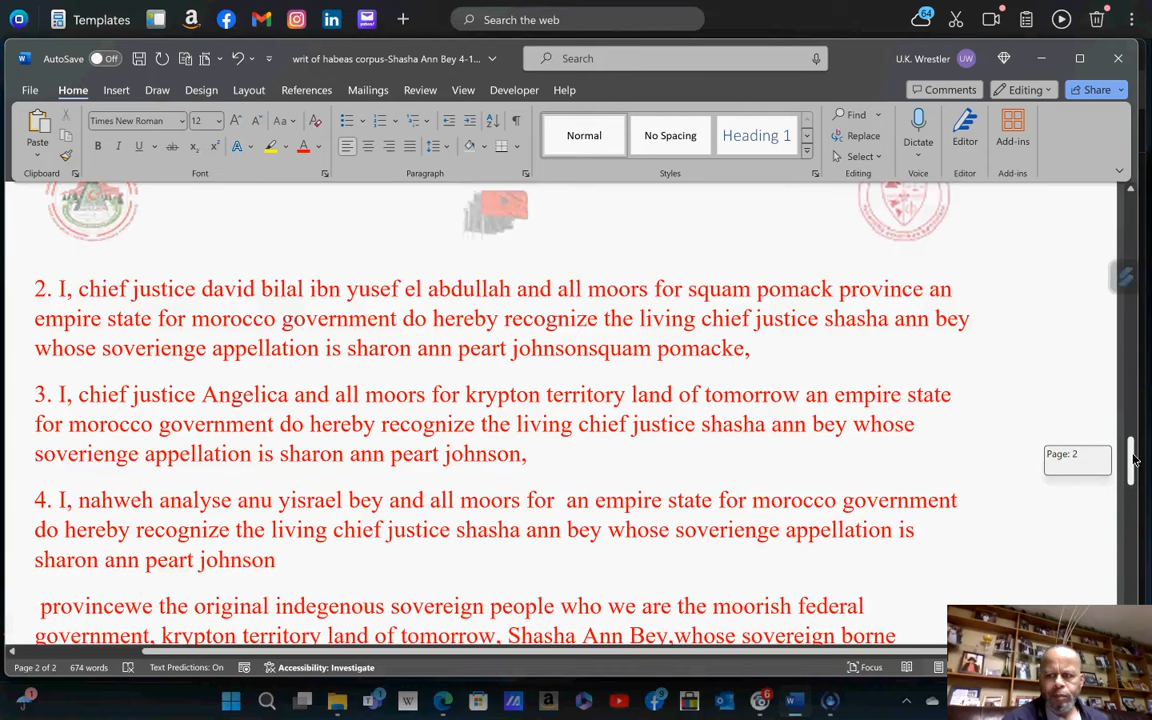 Templates
Search the web
64
AutoSave Off
writ of habeas corpus-Shasha Ann Bey 4-1...
Search
U.K. Wrestler UW
File Home Insert Draw Design Layout References Mailings Review View Developer Help
Comments Editing Share
Times New Roman 12
Paste
Normal No Spacing Heading 1
Find
Replace
Select
Dictate Editor Add-ins
Clipboard Font Paragraph Styles Editing Voice Editor Add-ins
2. I, chief justice david bilal ibn yusef el abdullah and all moors for squam pomack province an
empire state for morocco government do hereby recognize the living chief justice shasha ann bey
whose soverienge appellation is sharon ann peart johnsonsquam pomacke,
3. I, chief justice Angelica and all moors for krypton territory land of tomorrow an empire state
for morocco government do hereby recognize the living chief justice shasha ann bey whose
soverienge appellation is sharon ann peart johnson,
Page: 2
4. I, nahweh analyse anu yisrael bey and all moors for  an empire state for morocco government
do hereby recognize the living chief justice shasha ann bey whose soverienge appellation is
sharon ann peart johnson
provincewe the original indegenous sovereign people who we are the moorish federal
government, krypton territory land of tomorrow, Shasha Ann Bey,whose sovereign borne
Page 2 of 2 674 words Text Predictions: On Accessibility: Investigate Focus